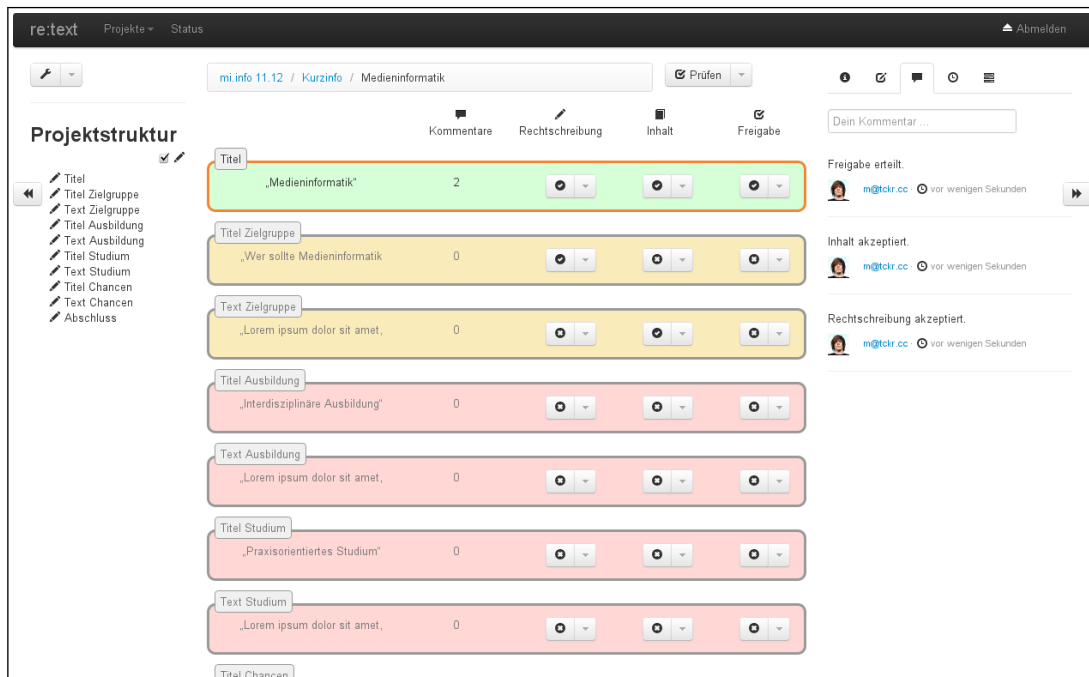 re:text Projekte Status Abmelden
mi.info 11.12 / Kurzinfo / Medieninformatik Prüfen
Projektstruktur
Titel
Titel Zielgruppe
Text Zielgruppe
Titel Ausbildung
Text Ausbildung
Titel Studium
Text Studium
Titel Chancen
Text Chancen
Abschluss
Kommentare Rechtschreibung Inhalt Freigabe
Titel
„Medieninformatik“ 2
Titel Zielgruppe
„Wer sollte Medieninformatik 0
Text Zielgruppe
„Lorem ipsum dolor sit amet, 0
Titel Ausbildung
„Interdisziplinäre Ausbildung“ 0
Text Ausbildung
„Lorem ipsum dolor sit amet, 0
Titel Studium
„Praxisorientiertes Studium“ 0
Text Studium
„Lorem ipsum dolor sit amet, 0
Titel Chancen
Dein Kommentar ...
Freigabe erteilt.
m@tckr.cc · vor wenigen Sekunden
Inhalt akzeptiert.
m@tckr.cc · vor wenigen Sekunden
Rechtschreibung akzeptiert.
m@tckr.cc · vor wenigen Sekunden